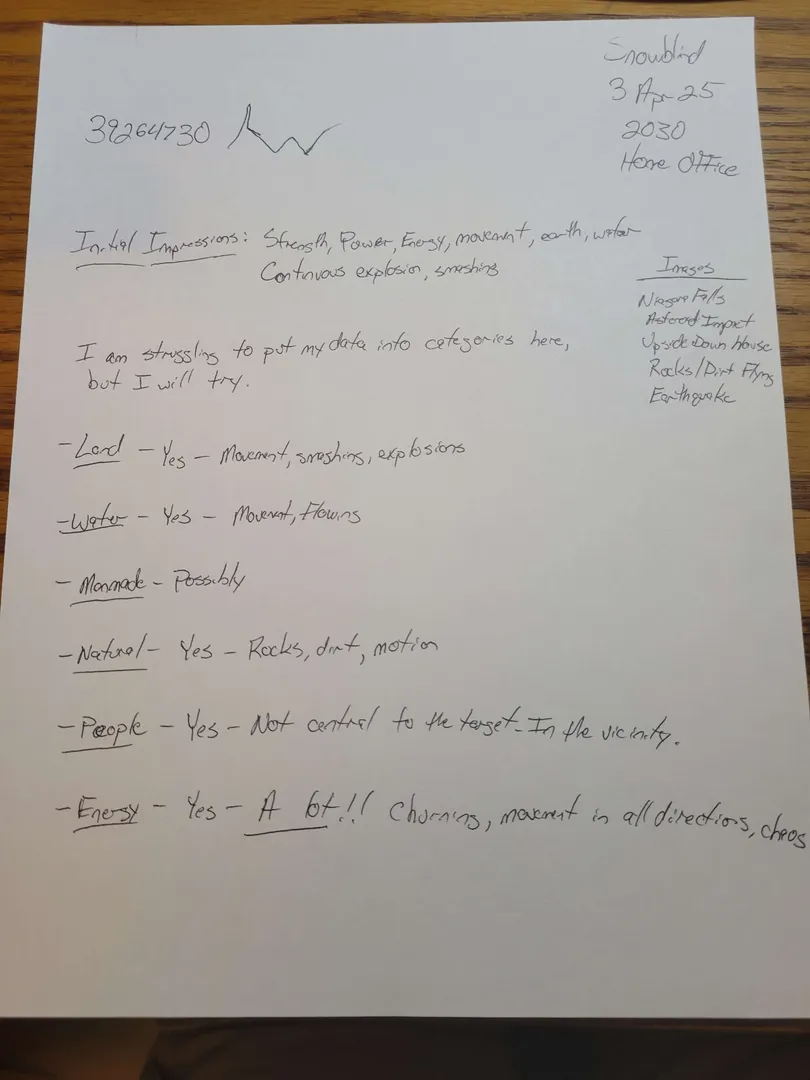 Snowblind
3 Apr 25
2030
Home Office
39264730
Initial Impressions: Strength, Power, Energy, movement, earth, water
Continuous explosion, smashing
Images
Niagara Falls
Asteroid Impact
Upside Down House
Rocks/Dirt Flying
Earthquake
I am struggling to put my data into categories here,
but I will try.
- Land - Yes - Movement, smashing, explosions
- Water - Yes - Movement, Flowing
- Manmade - Possibly
- Natural - Yes - Rocks, dirt, motion
- People - Yes - Not central to the target - In the vicinity.
- Energy - Yes - A lot!! Churning, movement in all directions, chaos